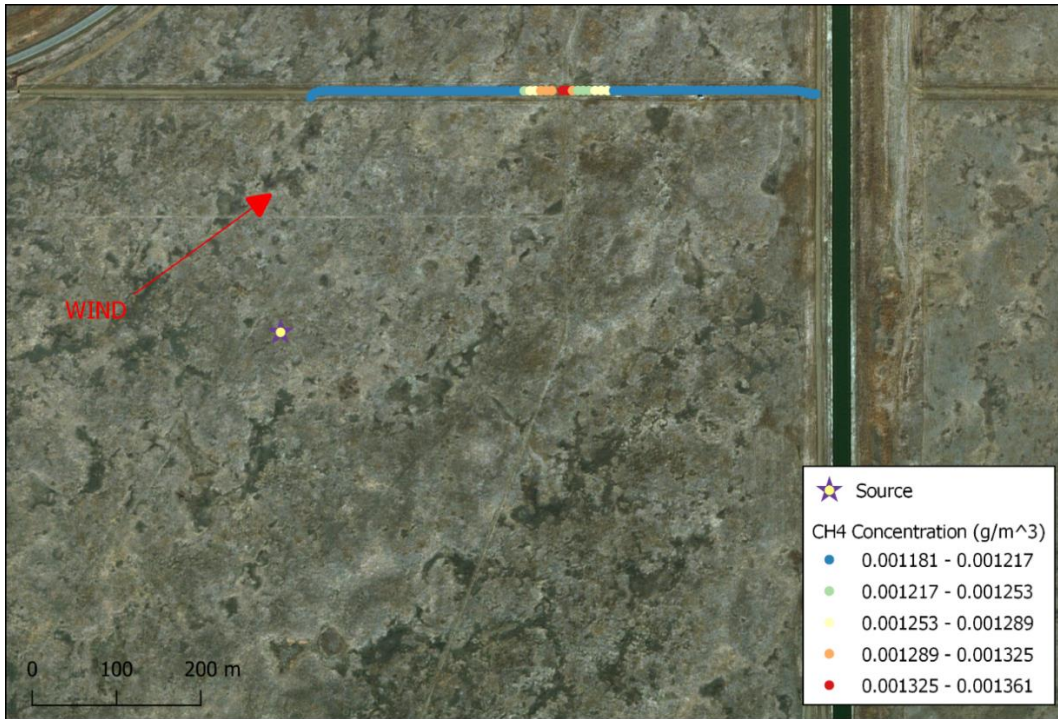 WIND
Source
CH4 Concentration (g/m^3)
0.001181 - 0.001217
0.001217 - 0.001253
0.001253 - 0.001289
0.001289 - 0.001325
0.001325 - 0.001361
0 100 200 m